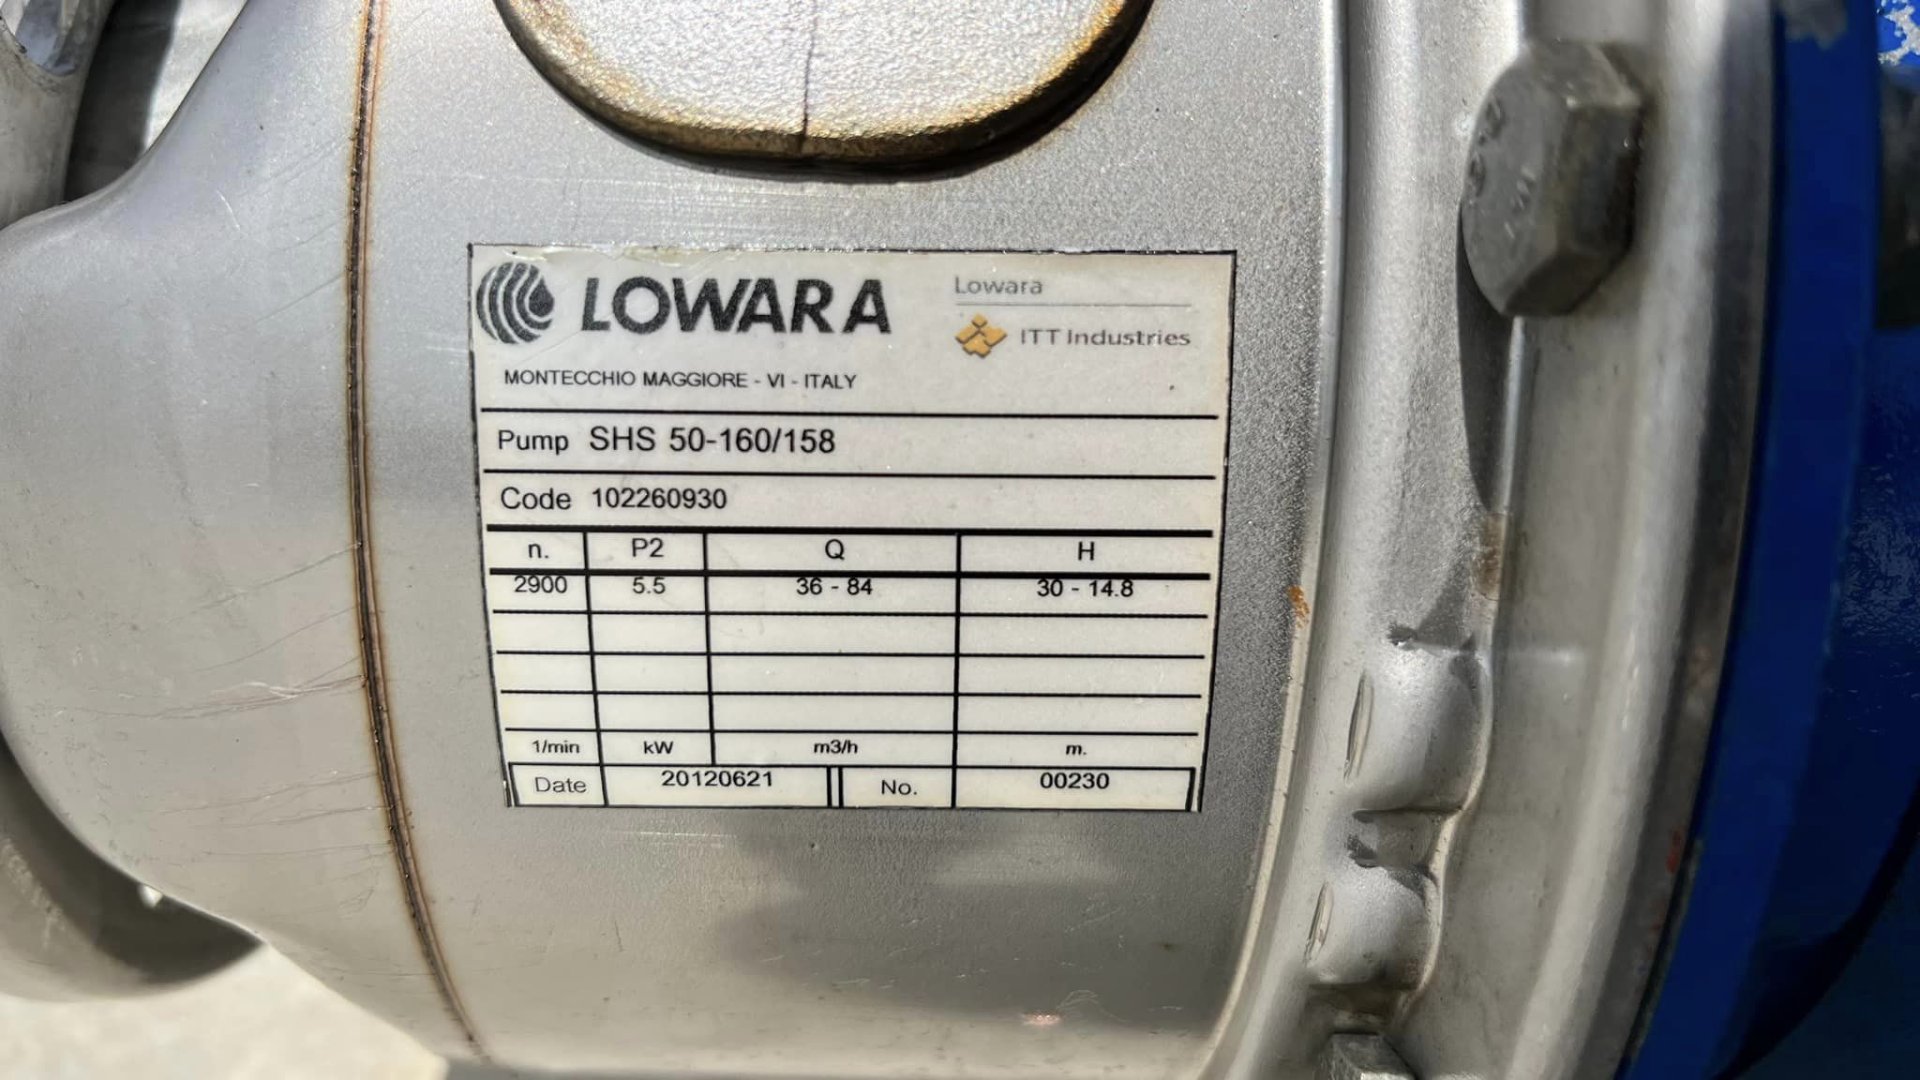 LOWARA
Lowara
ITT Industries
MONTECCHIO MAGGIORE - VI - ITALY
Pump SHS 50-160/158
Code 102260930
n. P2 Q H
2900 5.5 36 - 84 30 - 14.8
1/min kW m3/h m.
Date 20120621 No. 00230